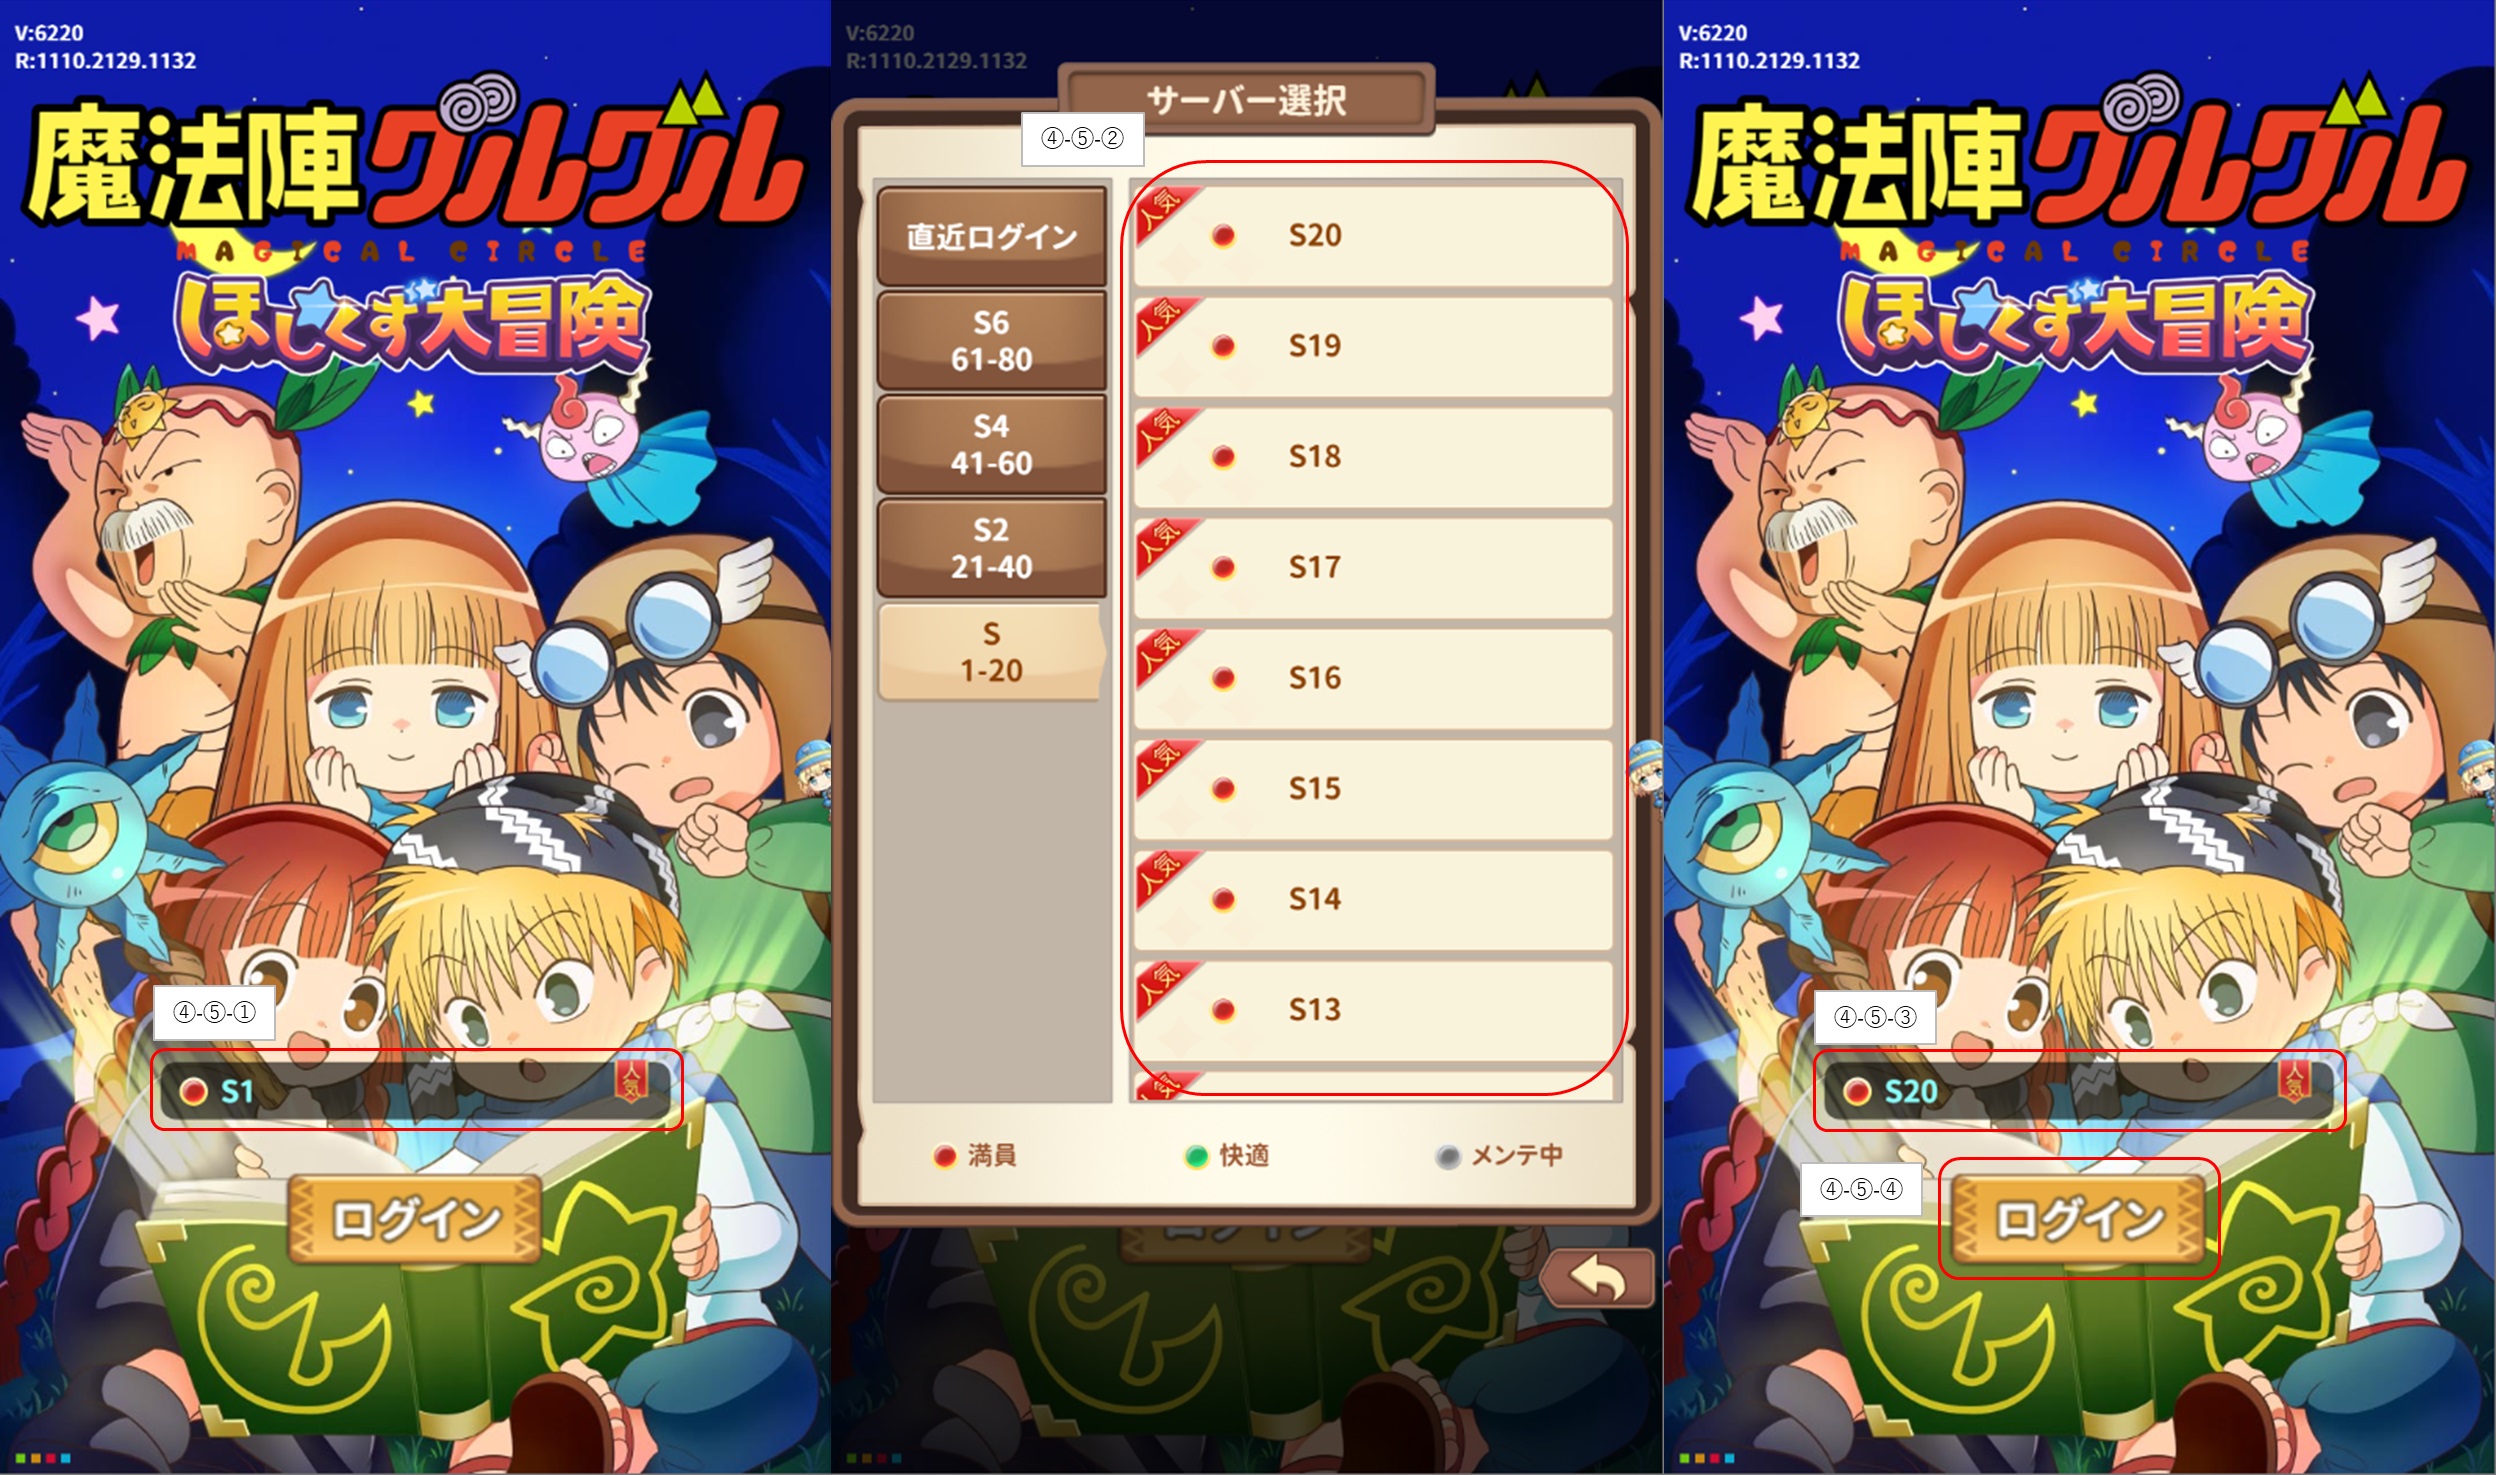 V:6220
R:1110.2129.1132
魔法陣グルグル
MAGICAL CIRCLE
ほしくず大冒険
④-⑤-①
S1
人気
ログイン
V:6220
R:1110.2129.1132
サーバー選択
④-⑤-②
直近ログイン
S6
61-80
S4
41-60
S2
21-40
S
1-20
人気
S20
人気
S19
人気
S18
人気
S17
人気
S16
人気
S15
人気
S14
人気
S13
人気
満員
快適
メンテ中
ログイン
V:6220
R:1110.2129.1132
魔法陣グルグル
MAGICAL CIRCLE
ほしくず大冒険
④-⑤-③
S20
人気
④-⑤-④
ログイン